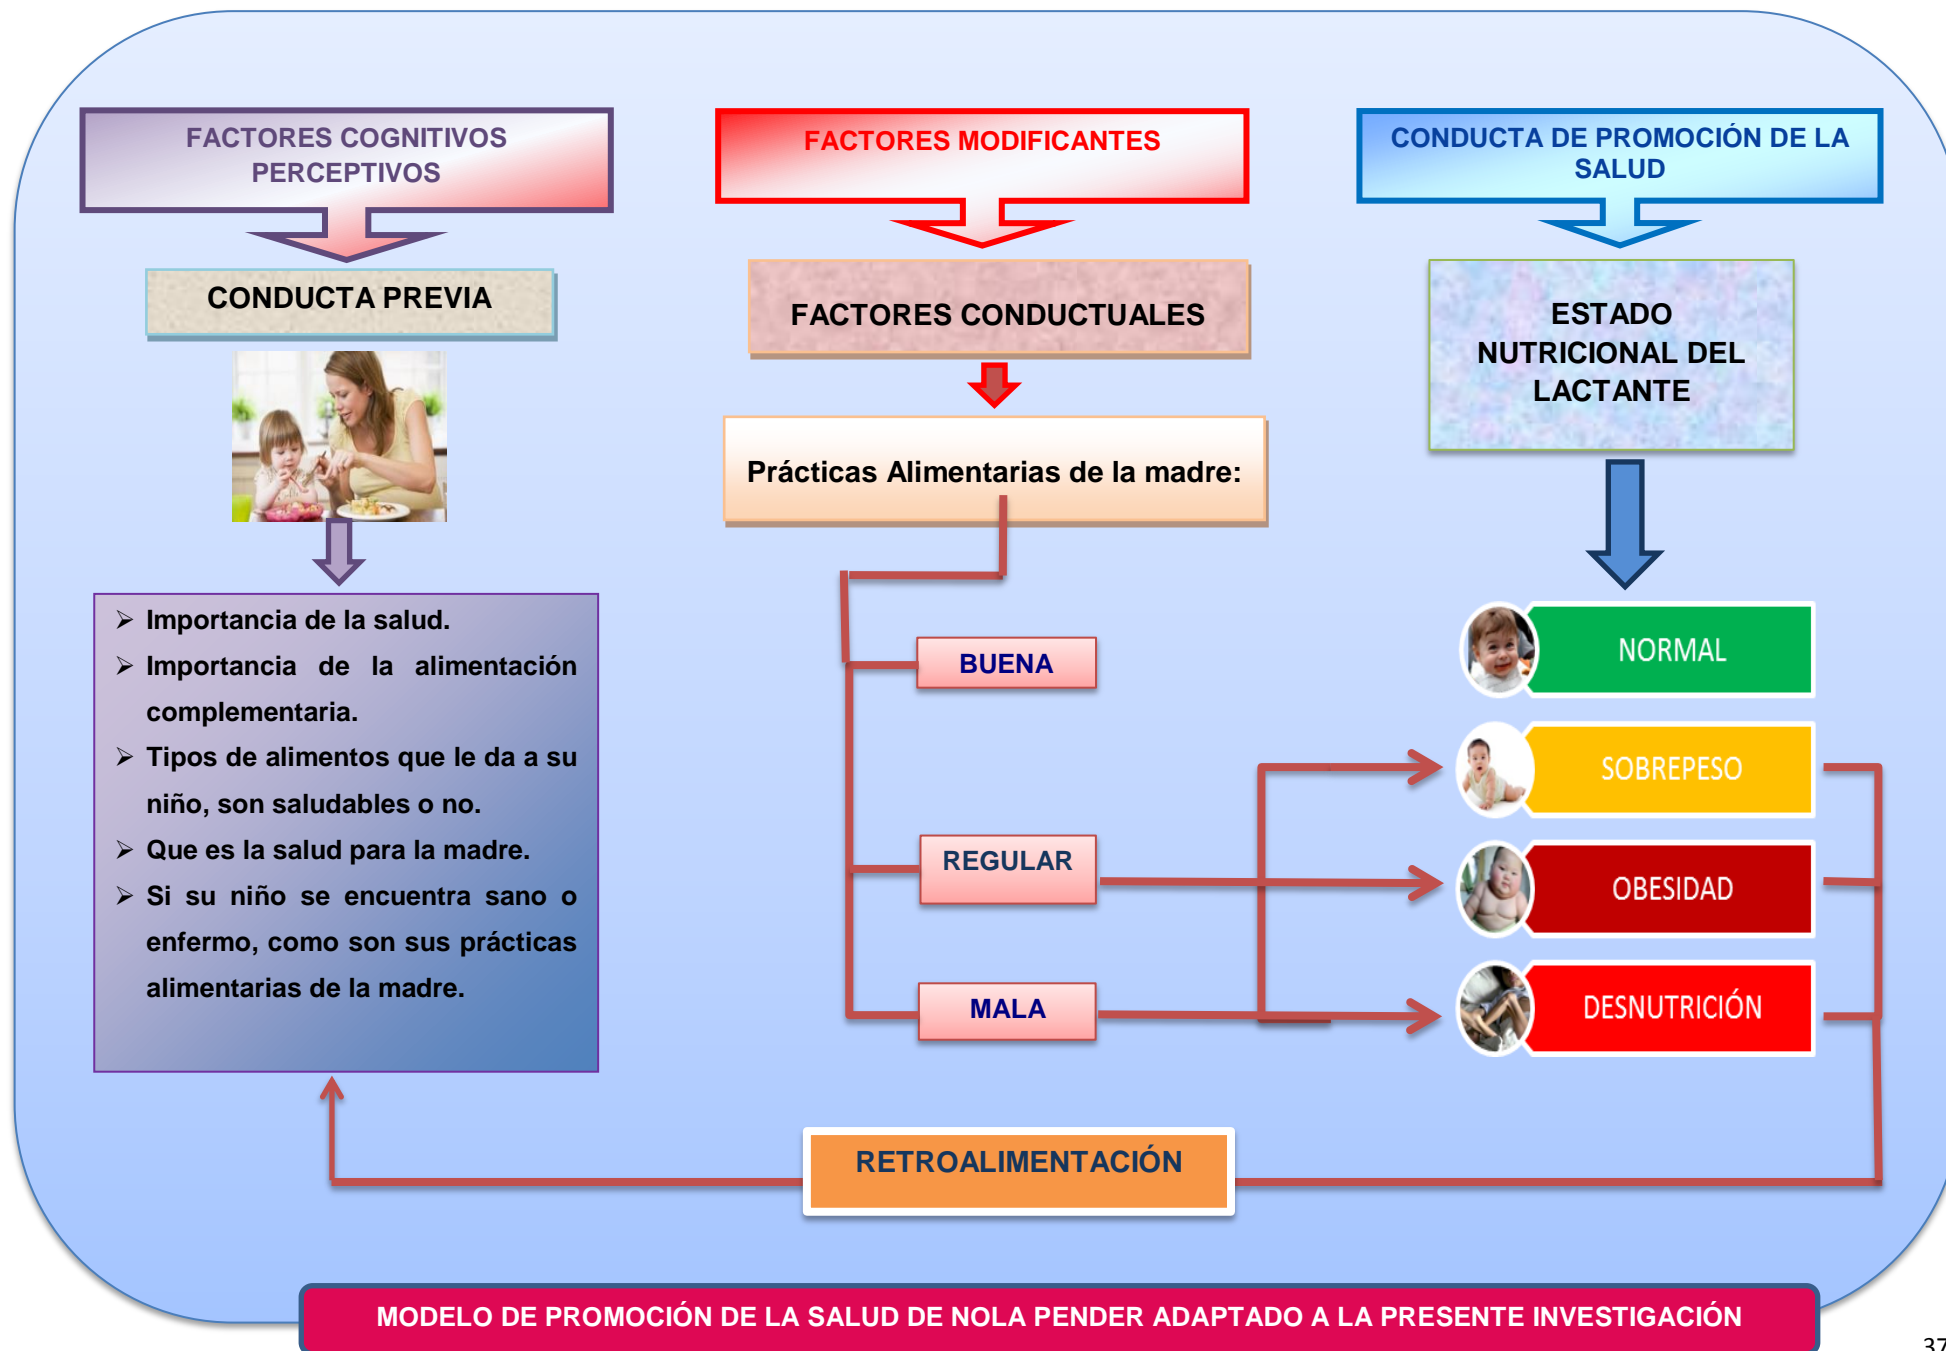 FACTORES COGNITIVOS
PERCEPTIVOS
CONDUCTA PREVIA
➢ Importancia de la salud.
➢ Importancia de la alimentación
complementaria.
➢ Tipos de alimentos que le da a su
niño, son saludables o no.
➢ Que es la salud para la madre.
➢ Si su niño se encuentra sano o
enfermo, como son sus prácticas
alimentarias de la madre.
FACTORES MODIFICANTES
FACTORES CONDUCTUALES
Prácticas Alimentarias de la madre:
BUENA
REGULAR
MALA
CONDUCTA DE PROMOCIÓN DE LA
SALUD
ESTADO
NUTRICIONAL DEL
LACTANTE
NORMAL
SOBREPESO
OBESIDAD
DESNUTRICIÓN
RETROALIMENTACIÓN
MODELO DE PROMOCIÓN DE LA SALUD DE NOLA PENDER ADAPTADO A LA PRESENTE INVESTIGACIÓN
37